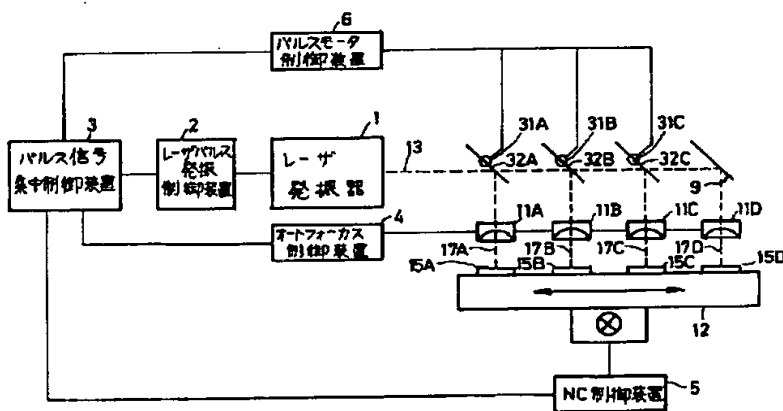 6
パルスモータ
制御装置
3
パルス信号
集中制御装置
2
レーザパルス
発振
制御装置
1
レーザ
発振器
13
31A
31B
31C
32A
32B
32C
9
4
オートフォーカス
制御装置
11A
11B
11C
11D
17A
17B
17C
17D
15A
15B
15C
15D
12
NC制御装置
5